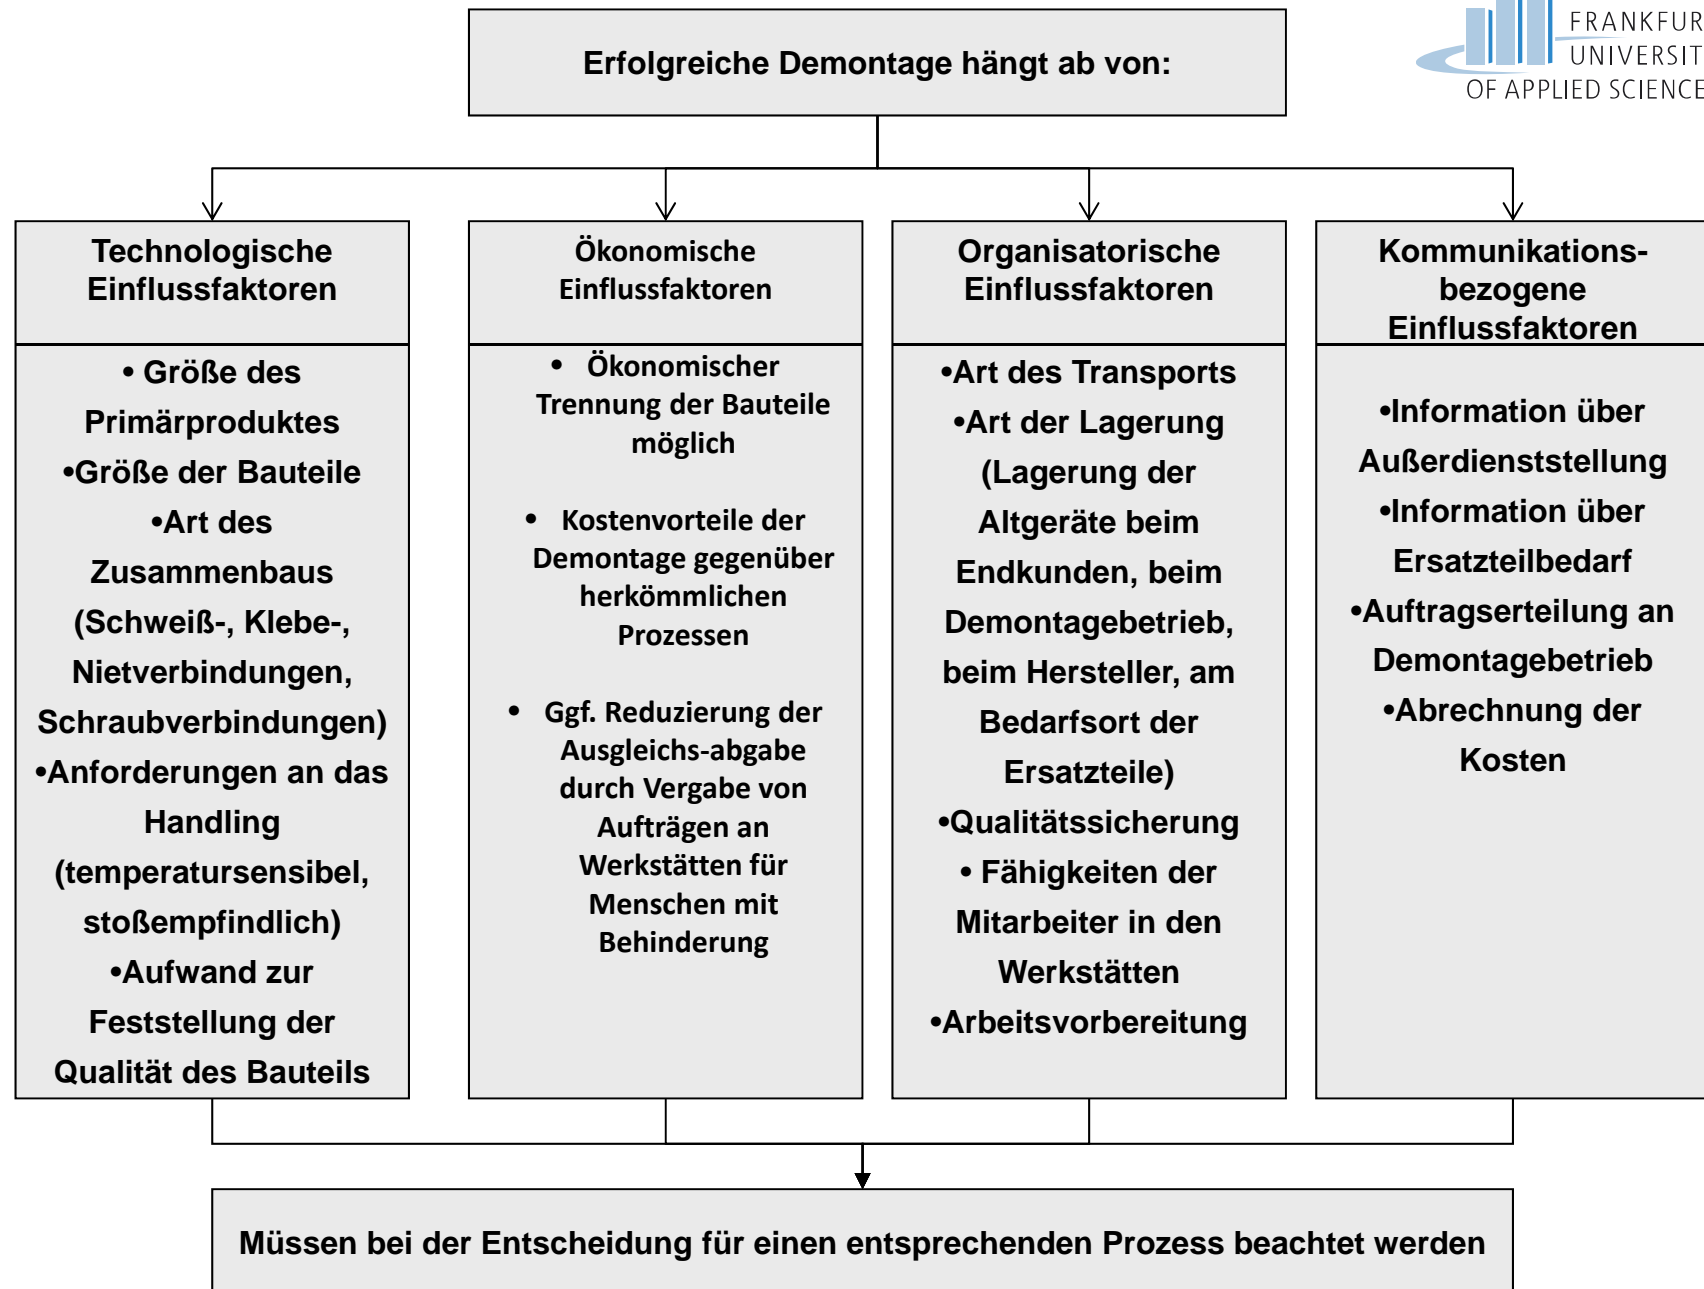 FRANKFUR
UNIVERSIT
OF APPLIED SCIENCE
Erfolgreiche Demontage hängt ab von:
Technologische
Einflussfaktoren
• Größe des
Primärproduktes
•Größe der Bauteile
•Art des
Zusammenbaus
(Schweiß-, Klebe-,
Nietverbindungen,
Schraubverbindungen)
•Anforderungen an das
Handling
(temperatursensibel,
stoßempfindlich)
•Aufwand zur
Feststellung der
Qualität des Bauteils
Ökonomische
Einflussfaktoren
• Ökonomischer
Trennung der Bauteile
möglich
• Kostenvorteile der
Demontage gegenüber
herkömmlichen
Prozessen
• Ggf. Reduzierung der
Ausgleichs-abgabe
durch Vergabe von
Aufträgen an
Werkstätten für
Menschen mit
Behinderung
Organisatorische
Einflussfaktoren
•Art des Transports
•Art der Lagerung
(Lagerung der
Altgeräte beim
Endkunden, beim
Demontagebetrieb,
beim Hersteller, am
Bedarfsort der
Ersatzteile)
•Qualitätssicherung
• Fähigkeiten der
Mitarbeiter in den
Werkstätten
•Arbeitsvorbereitung
Kommunikations-
bezogene
Einflussfaktoren
•Information über
Außerdienststellung
•Information über
Ersatzteilbedarf
•Auftragserteilung an
Demontagebetrieb
•Abrechnung der
Kosten
Müssen bei der Entscheidung für einen entsprechenden Prozess beachtet werden